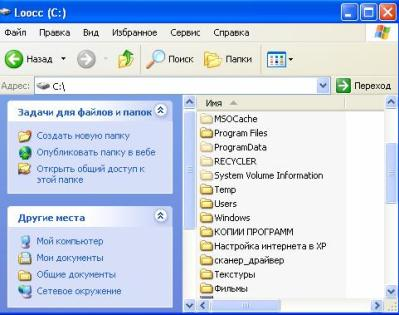 Loocc (C:)
Файл Правка Вид Избранное Сервис Справка
Назад Поиск Папки
Адрес: C:\ Переход
Задачи для файлов и папок
Создать новую папку
Опубликовать папку в вебе
Открыть общий доступ к
этой папке
Другие места
Мой компьютер
Мои документы
Общие документы
Сетевое окружение
Имя
MSOCache
Program Files
ProgramData
RECYCLER
System Volume Information
Temp
Users
Windows
КОПИИ ПРОГРАММ
Настройка интернета в XP
сканер_драйвер
Текстуры
Фильмы